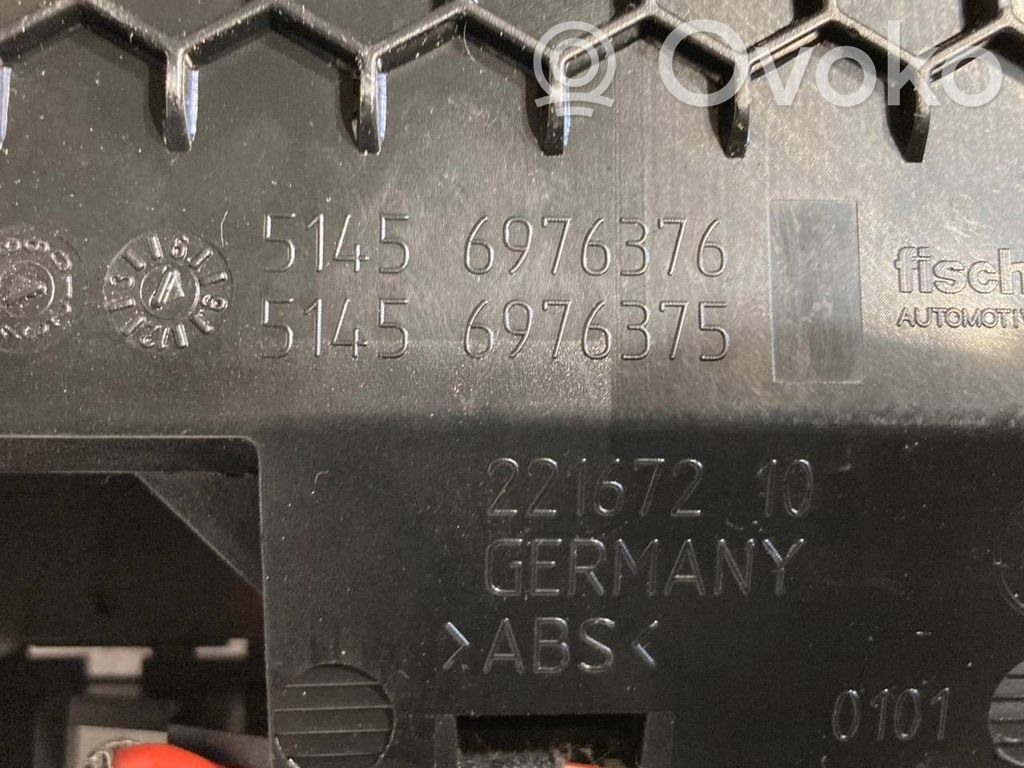 Ovoko
5145 6976376
5145 6976375
fisch
AUTOMOTIV
221672 10
GERMANY
>ABS<
0101